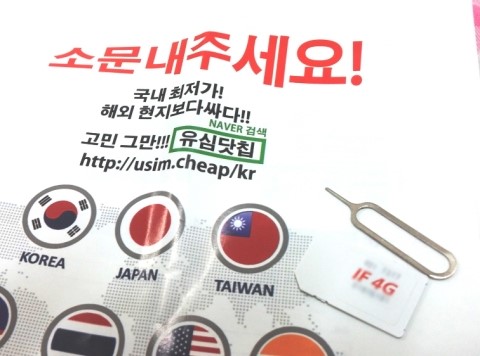 소문내주세요!
국내 최저가!
해외 현지보다싸다!!
NAVER 검색
고민 그만!!! 유심닷칩
http://usim.cheap/kr
KOREA
JAPAN
TAIWAN
IF 4G